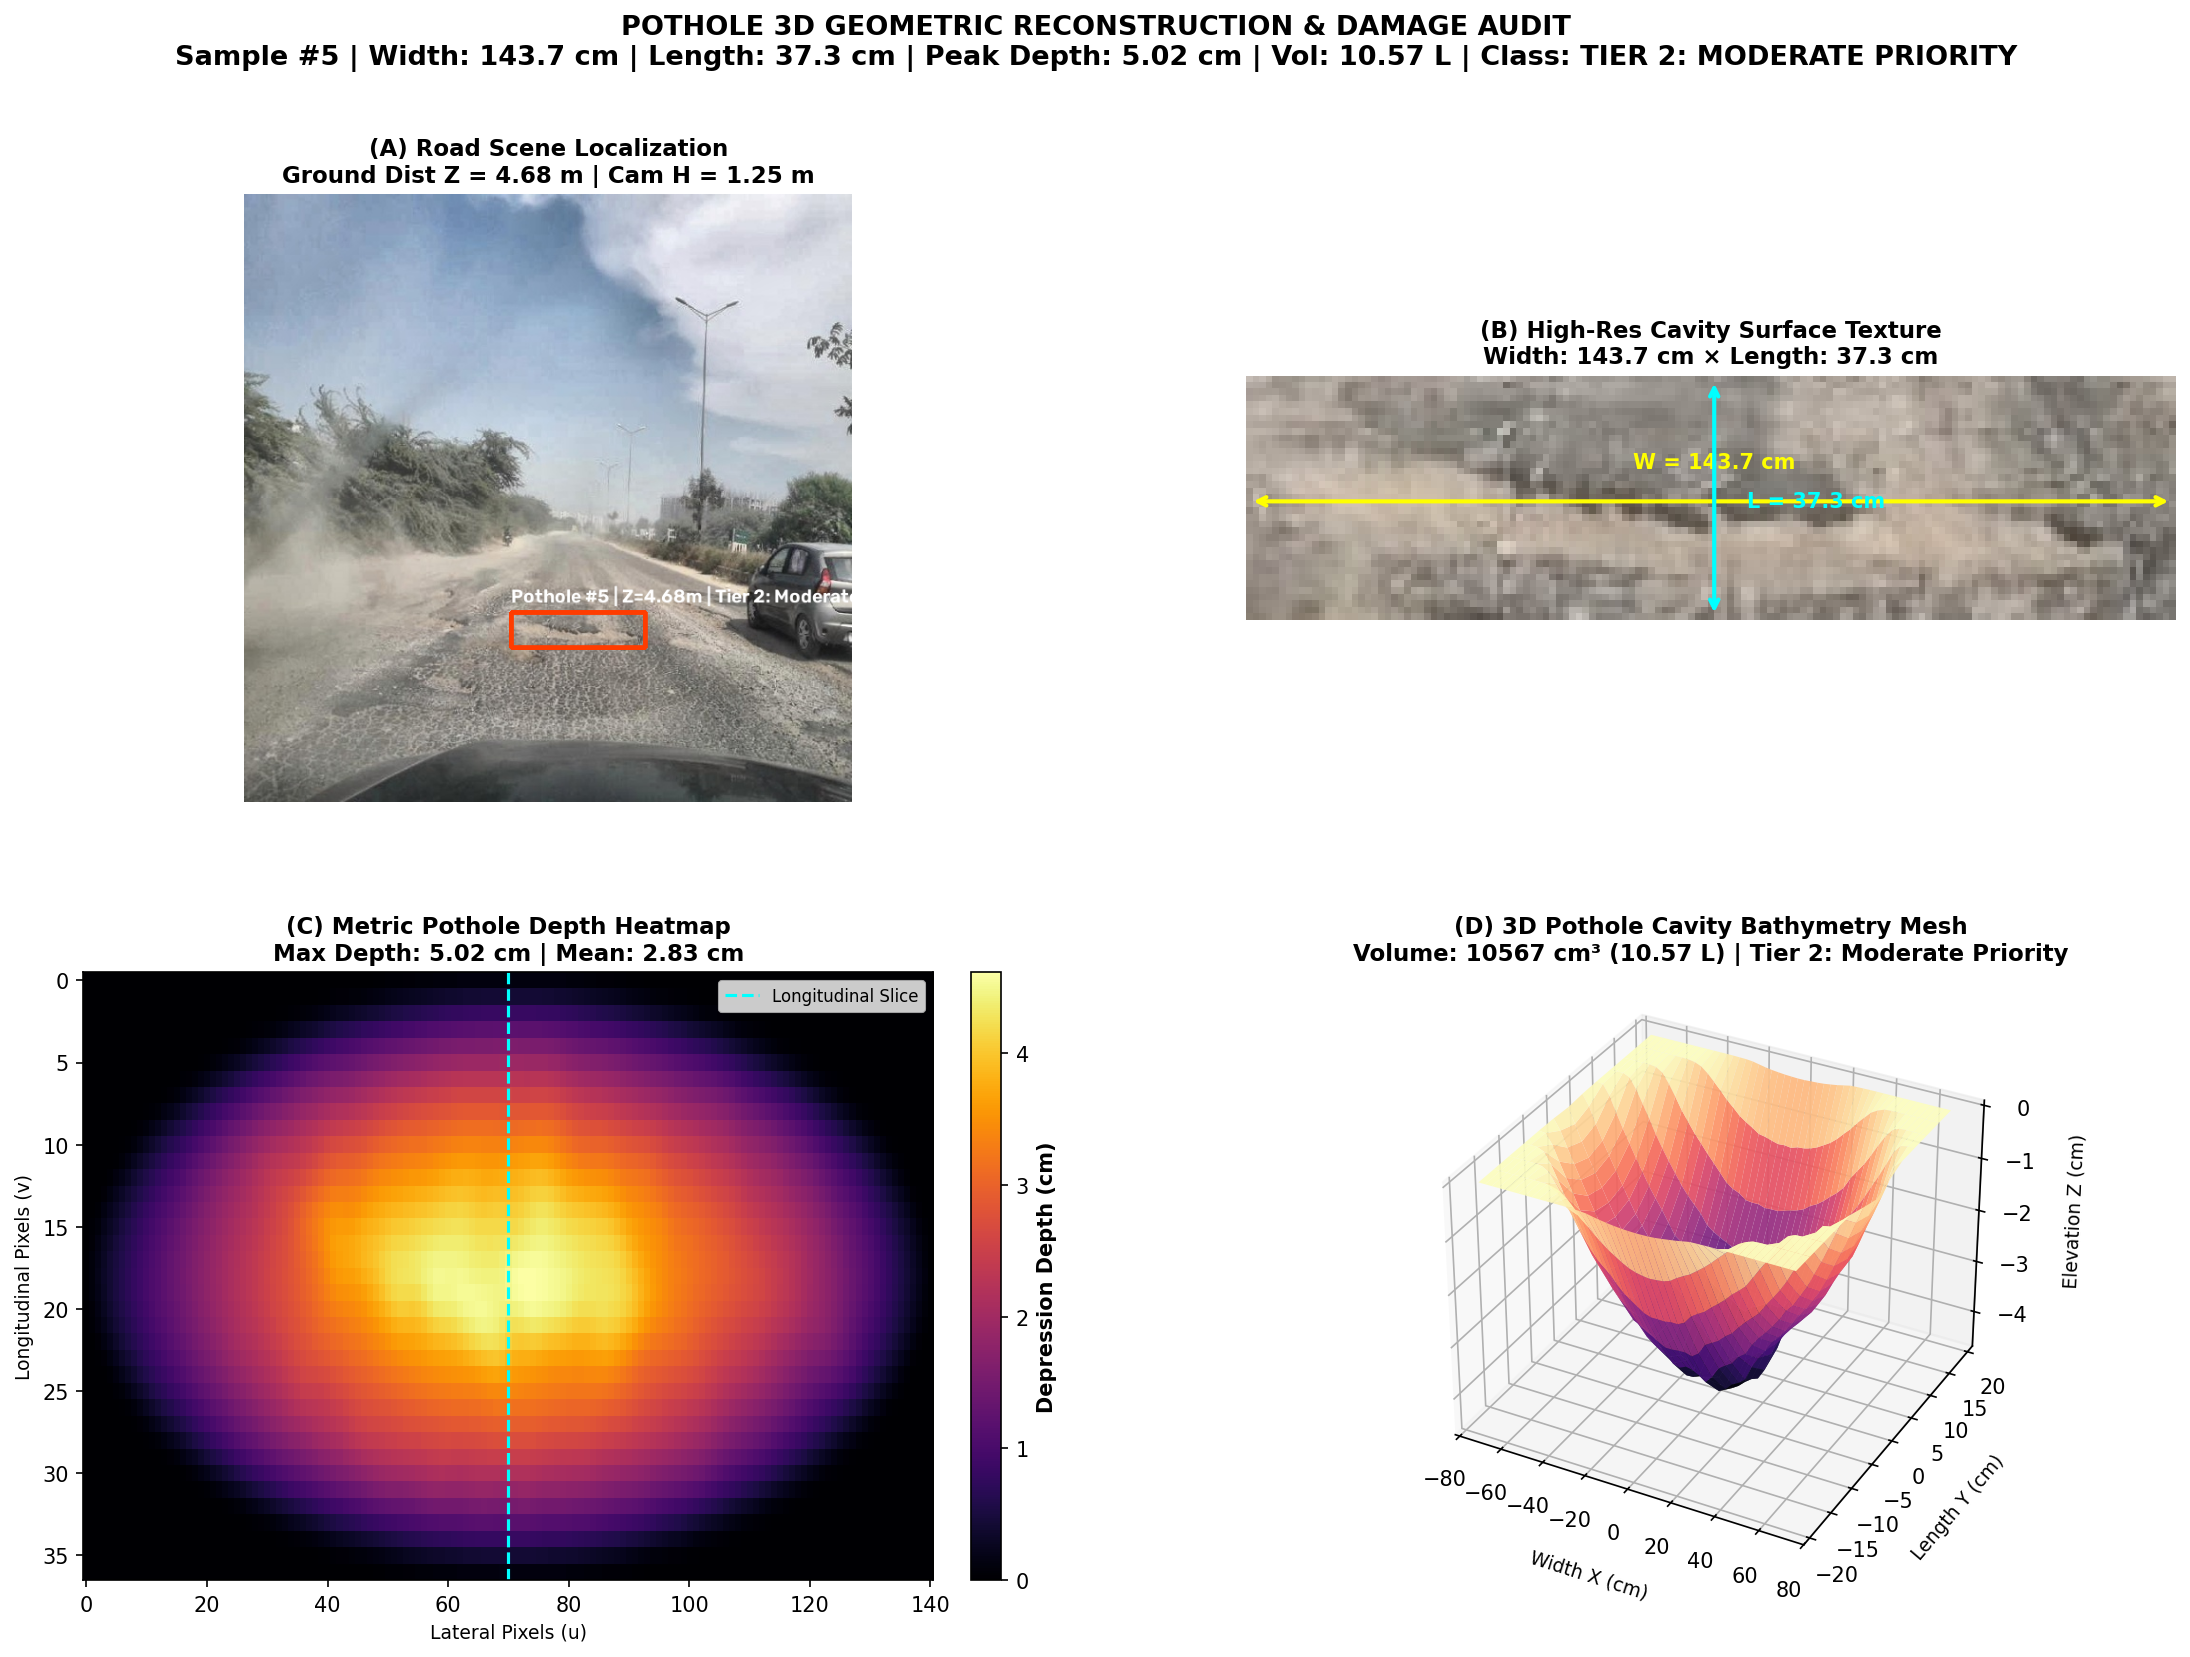 POTHOLE 3D GEOMETRIC RECONSTRUCTION & DAMAGE AUDIT
Sample #5 | Width: 143.7 cm | Length: 37.3 cm | Peak Depth: 5.02 cm | Vol: 10.57 L | Class: TIER 2: MODERATE PRIORITY
(A) Road Scene Localization
Ground Dist Z = 4.68 m | Cam H = 1.25 m
Pothole #5 | Z=4.68m | Tier 2: Moderate
(B) High-Res Cavity Surface Texture
Width: 143.7 cm × Length: 37.3 cm
W = 143.7 cm
L = 37.3 cm
(C) Metric Pothole Depth Heatmap
Max Depth: 5.02 cm | Mean: 2.83 cm
Longitudinal Slice
0
5
10
15
20
25
30
35
Longitudinal Pixels (v)
0 20 40 60 80 100 120 140
Lateral Pixels (u)
4
3
2
1
0
Depression Depth (cm)
(D) 3D Pothole Cavity Bathymetry Mesh
Volume: 10567 cm³ (10.57 L) | Tier 2: Moderate Priority
0
−1
−2
−3
−4
Elevation Z (cm)
20
15
10
5
0
−5
−10
−15
−20
Length Y (cm)
−80 −60 −40 −20 0 20 40 60 80
Width X (cm)